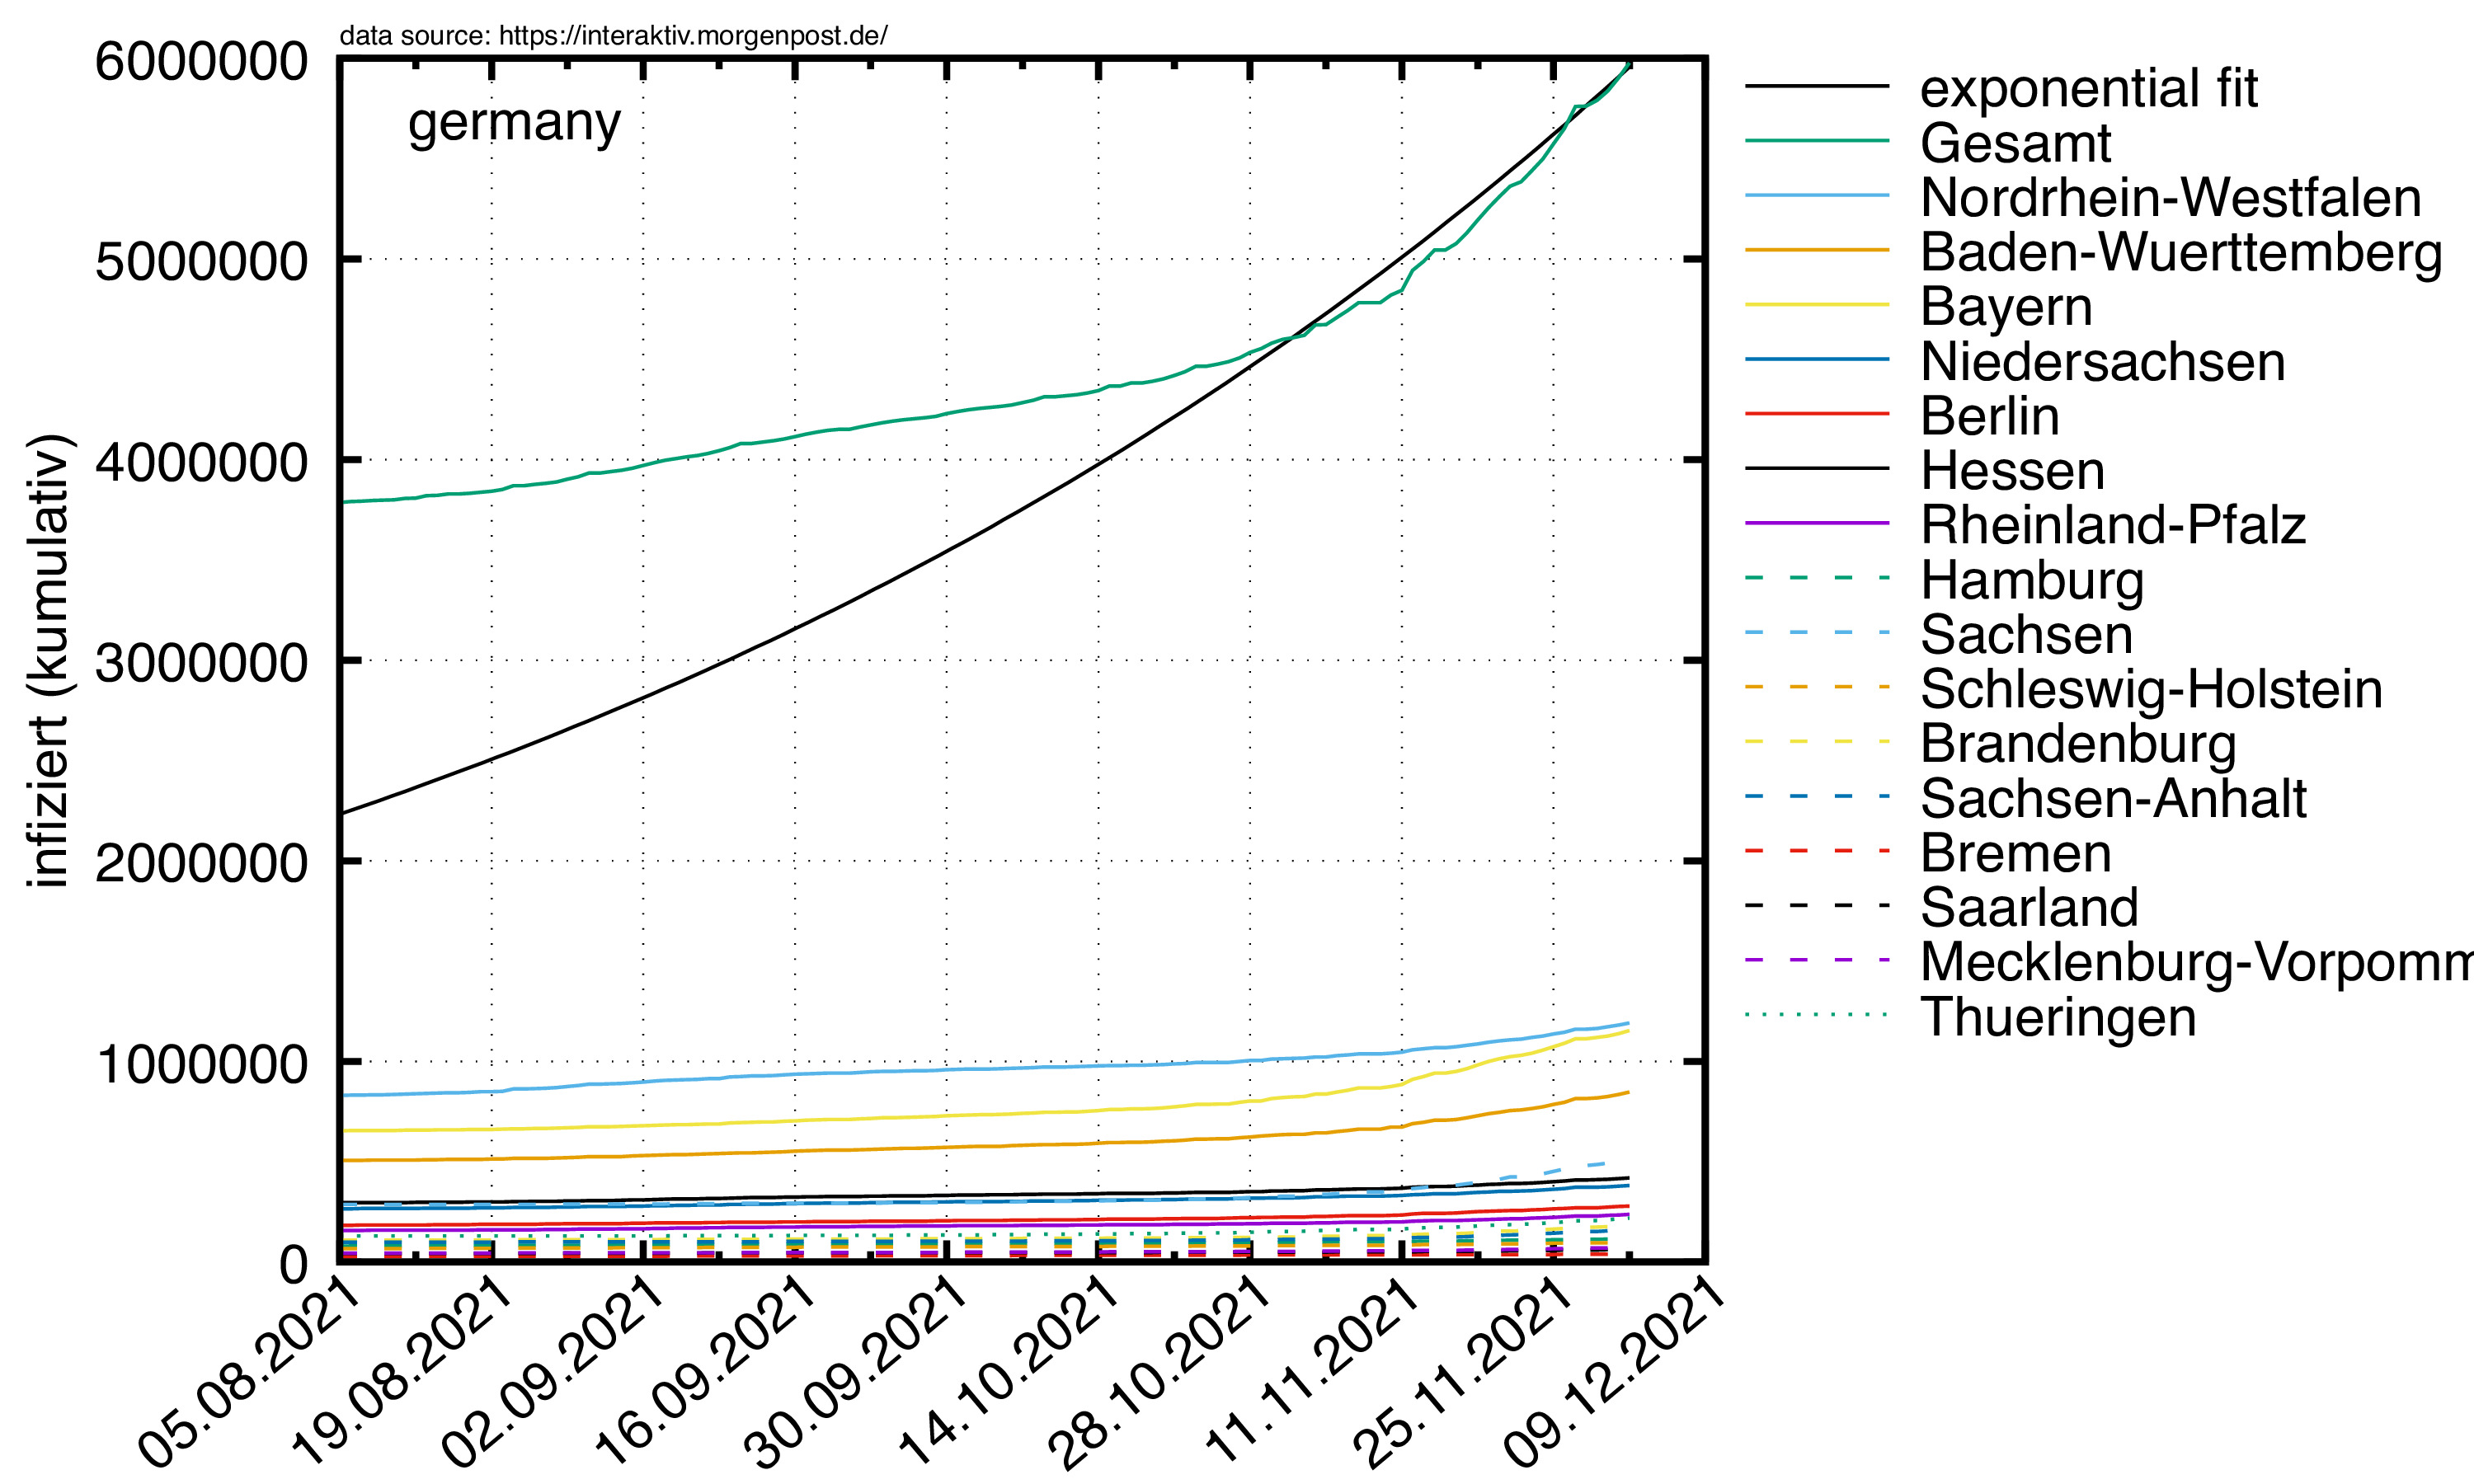 data source: https://interaktiv.morgenpost.de/
germany
infiziert (kumulativ)
6000000
5000000
4000000
3000000
2000000
1000000
0
05.08.2021
19.08.2021
02.09.2021
16.09.2021
30.09.2021
14.10.2021
28.10.2021
11.11.2021
25.11.2021
09.12.2021
exponential fit
Gesamt
Nordrhein-Westfalen
Baden-Wuerttemberg
Bayern
Niedersachsen
Berlin
Hessen
Rheinland-Pfalz
Hamburg
Sachsen
Schleswig-Holstein
Brandenburg
Sachsen-Anhalt
Bremen
Saarland
Mecklenburg-Vorpomm
Thueringen